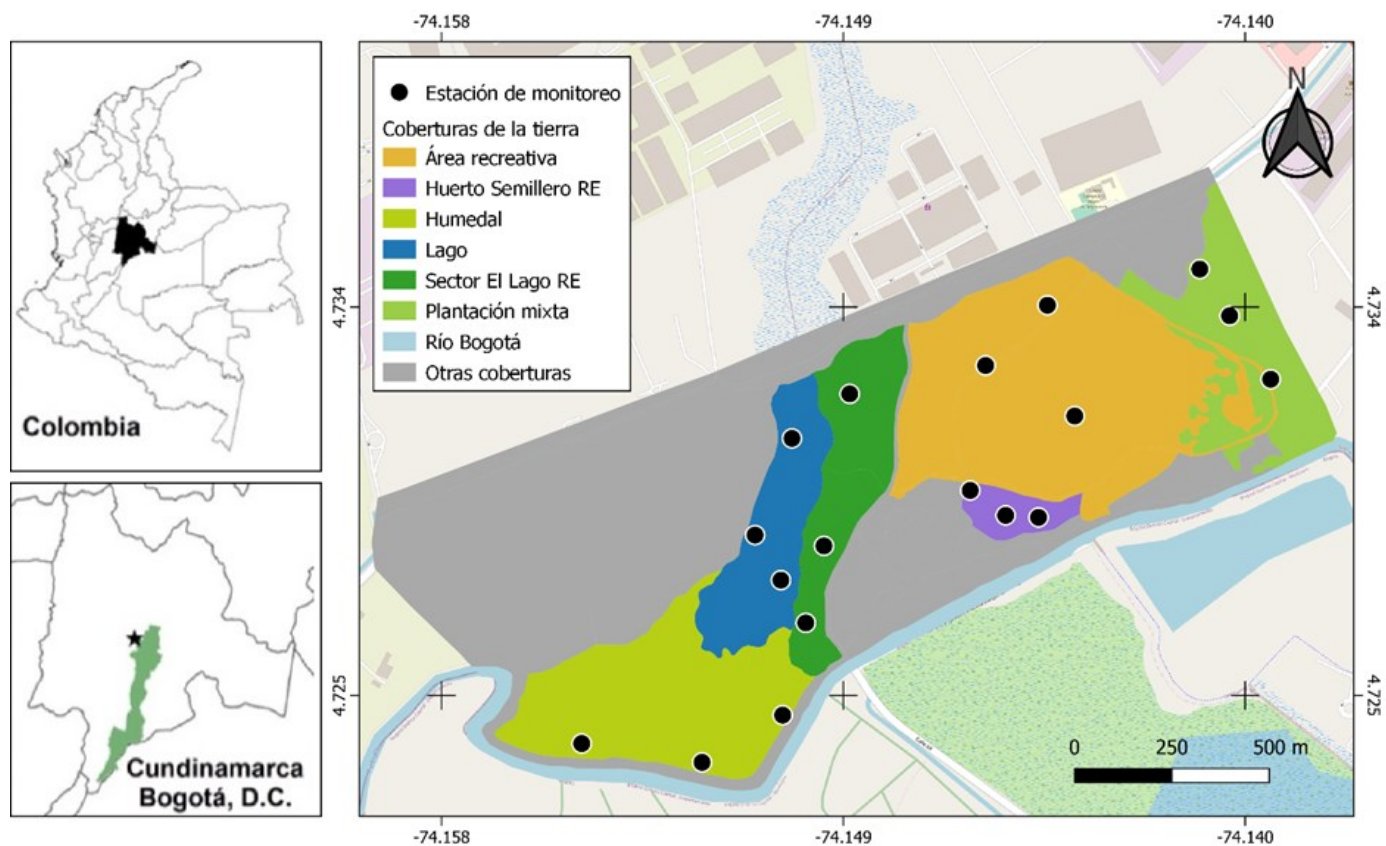 -74.158
-74.149
-74.140
Colombia
Cundinamarca
Bogotá, D.C.
Estación de monitoreo
Coberturas de la tierra
Área recreativa
Huerto Semillero RE
Humedal
Lago
Sector El Lago RE
Plantación mixta
Río Bogotá
Otras coberturas
N
4.734
4.734
4.725
4.725
0 250 500 m
-74.158
-74.149
-74.140